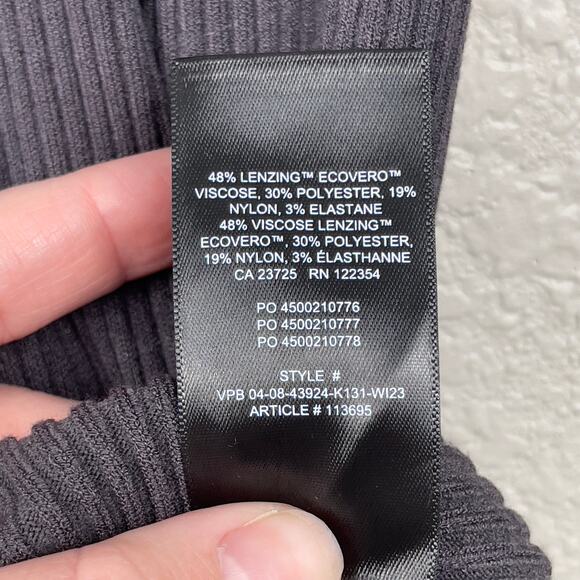 48% LENZING™ ECOVERO™
VISCOSE, 30% POLYESTER, 19%
NYLON, 3% ELASTANE
48% VISCOSE LENZING™
ECOVERO™, 30% POLYESTER,
19% NYLON, 3% ÉLASTHANNE
CA 23725 RN 122354
PO 4500210776
PO 4500210777
PO 4500210778
STYLE #
VPB 04-08-43924-K131-WI23
ARTICLE # 113695